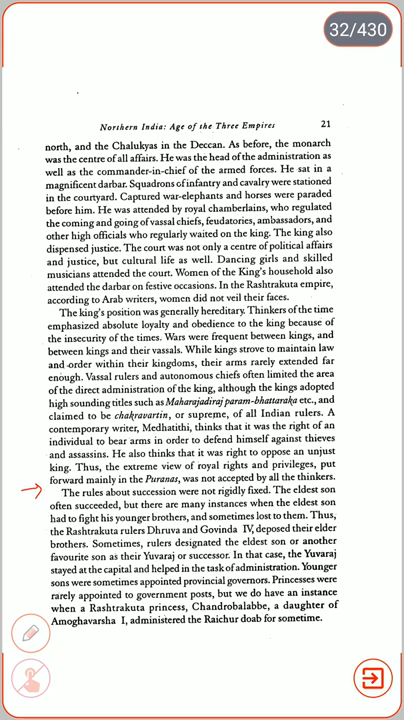 32/430
Northern India: Age of the Three Empires 21
north, and the Chalukyas in the Deccan. As before, the monarch
was the centre of all affairs. He was the head of the administration as
well as the commander-in-chief of the armed forces. He sat in a
magnificent darbar. Squadrons of infantry and cavalry were stationed
in the courtyard. Captured war-elephants and horses were paraded
before him. He was attended by royal chamberlains, who regulated
the coming and going of vassal chiefs, feudatories, ambassadors, and
other high officials who regularly waited on the king. The king also
dispensed justice. The court was not only a centre of political affairs
and justice, but cultural life as well. Dancing girls and skilled
musicians attended the court. Women of the King's household also
attended the darbar on festive occasions. In the Rashtrakuta empire,
according to Arab writers, women did not veil their faces.
The king's position was generally hereditary. Thinkers of the time
emphasized absolute loyalty and obedience to the king because of
the insecurity of the times. Wars were frequent between kings, and
between kings and their vassals. While kings strove to maintain law
and order within their kingdoms, their arms rarely extended far
enough. Vassal rulers and autonomous chiefs often limited the area
of the direct administration of the king, although the kings adopted
high sounding titles such as Maharajadiraj param-bhattaraka etc., and
claimed to be chakravartin, or supreme, of all Indian rulers. A
contemporary writer, Medhatithi, thinks that it was the right of an
individual to bear arms in order to defend himself against thieves
and assassins. He also thinks that it was right to oppose an unjust
king. Thus, the extreme view of royal rights and privileges, put
forward mainly in the Puranas, was not accepted by all the thinkers.
The rules about succession were not rigidly fixed. The eldest son
often succeeded, but there are many instances when the eldest son
had to fight his younger brothers, and sometimes lost to them. Thus,
the Rashtrakuta rulers Dhruva and Govinda IV, deposed their elder
brothers. Sometimes, rulers designated the eldest son or another
favourite son as their Yuvaraj or successor. In that case, the Yuvaraj
stayed at the capital and helped in the task of administration. Younger
sons were sometimes appointed provincial governors. Princesses were
rarely appointed to government posts, but we do have an instance
when a Rashtrakuta princess, Chandrobalabbe, a daughter of
Amoghavarsha I, administered the Raichur doab for sometime.